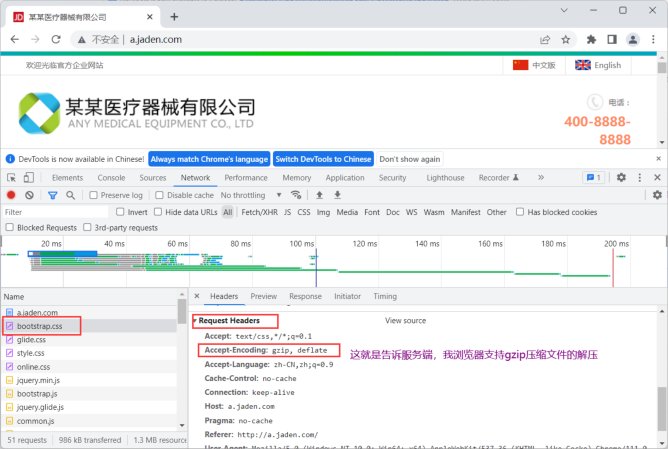 某某医疗器械有限公司
不安全 | a.jaden.com
欢迎光临官方企业网站
中文版
English
某某医疗器械有限公司
ANY MEDICAL EQUIPMENT CO., LTD
电话：
400-8888-
8888
DevTools is now available in Chinese!
Always match Chrome's language
Switch DevTools to Chinese
Don't show again
Elements Console Sources Network Performance Memory Application Security Lighthouse Recorder
1
Preserve log Disable cache No throttling
Filter Invert Hide data URLs All Fetch/XHR JS CSS Img Media Font Doc WS Wasm Manifest Other Has blocked cookies
Blocked Requests 3rd-party requests
20 ms 40 ms 60 ms 80 ms 100 ms 120 ms 140 ms 160 ms 180 ms 200 ms
Name
a.jaden.com
bootstrap.css
glide.css
style.css
online.css
jquery.min.js
bootstrap.js
jquery.glide.js
common.js
51 requests 986 kB transferred 1.3 MB resource
Headers Preview Response Initiator Timing
Request Headers View source
Accept: text/css,*/*;q=0.1
Accept-Encoding: gzip, deflate
这就是告诉服务端，我浏览器支持gzip压缩文件的解压
Accept-Language: zh-CN,zh;q=0.9
Cache-Control: no-cache
Connection: keep-alive
Host: a.jaden.com
Pragma: no-cache
Referer: http://a.jaden.com/